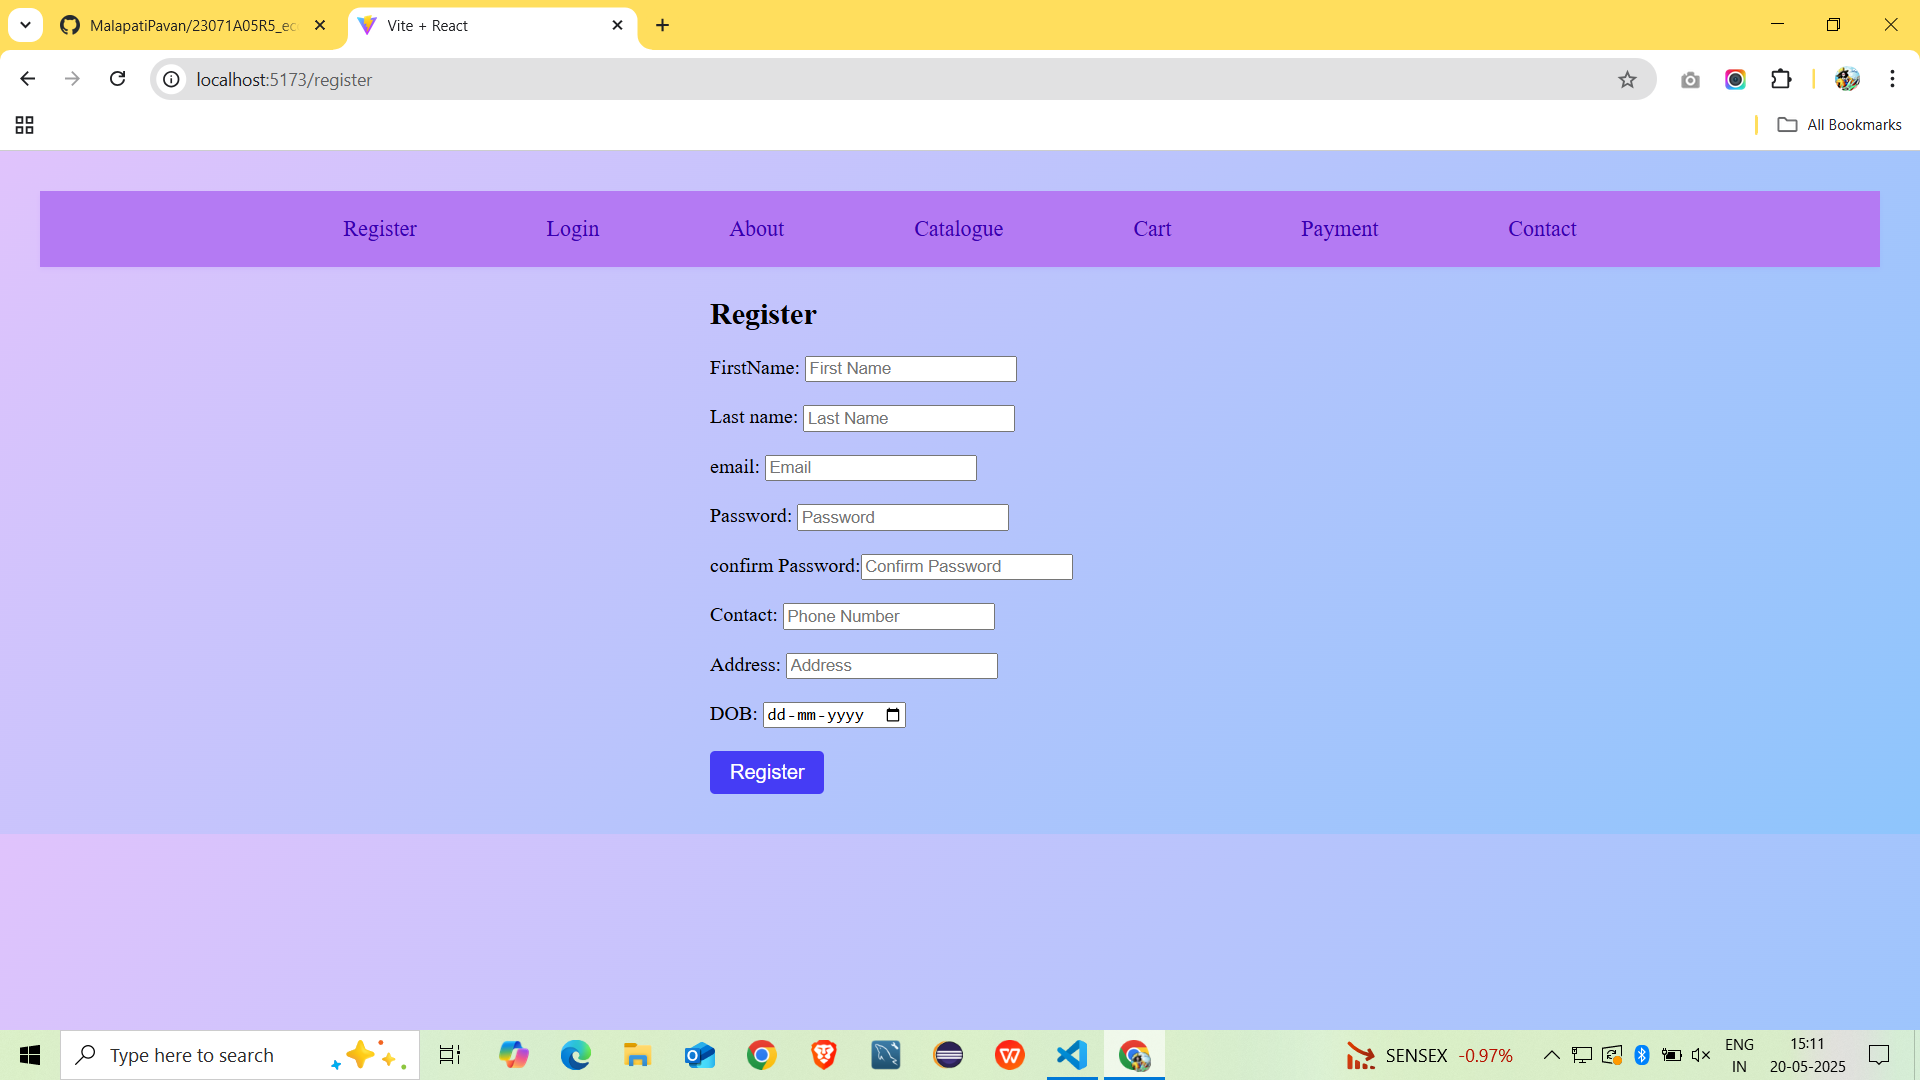 MalapatiPavan/23071A05R5_ec
Vite + React
localhost:5173/register
All Bookmarks
Register Login About Catalogue Cart Payment Contact
Register
FirstName: First Name
Last name: Last Name
email: Email
Password: Password
confirm Password: Confirm Password
Contact: Phone Number
Address: Address
DOB: dd-mm-yyyy
Register
Type here to search
SENSEX -0.97%
ENG
IN
15:11
20-05-2025